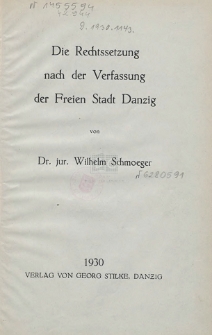 Die Rechtssetzung
nach der Verfassung
der Freien Stadt Danzig
von
Dr. jur. Wilhelm Schmoeger
1930
VERLAG VON GEORG STILKE, DANZIG